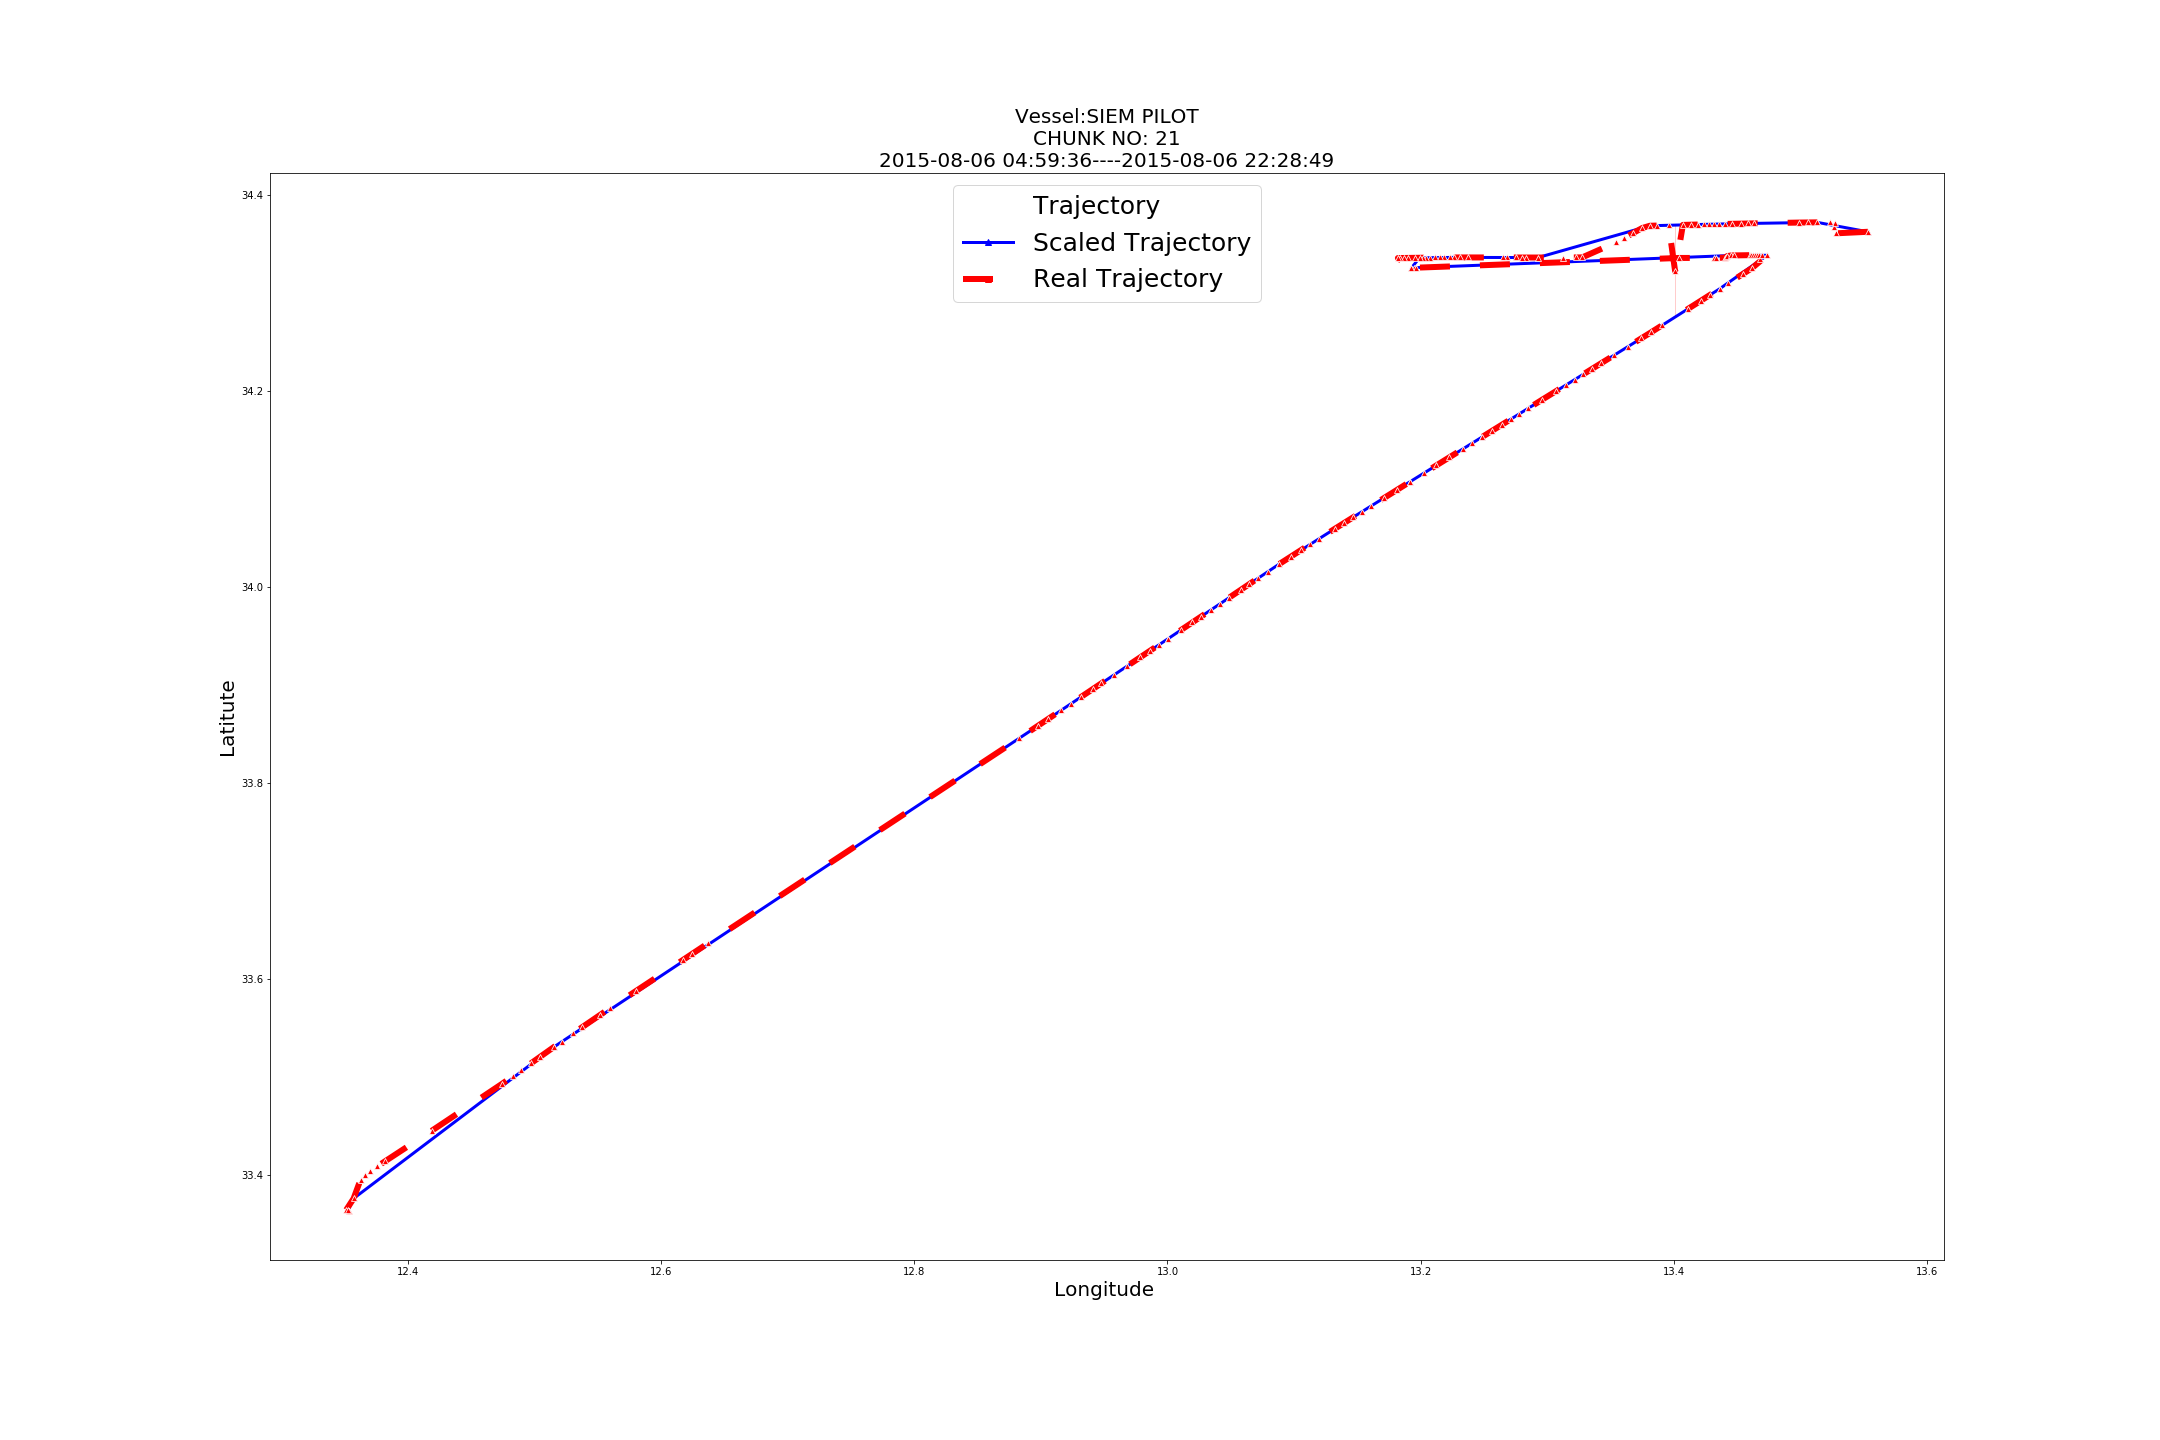 Vessel:SIEM PILOT
CHUNK NO: 21
2015-08-06 04:59:36----2015-08-06 22:28:49
Trajectory
Scaled Trajectory
Real Trajectory
34.4
34.2
34.0
33.8
33.6
33.4
Latitute
12.4 12.6 12.8 13.0 13.2 13.4 13.6
Longitude